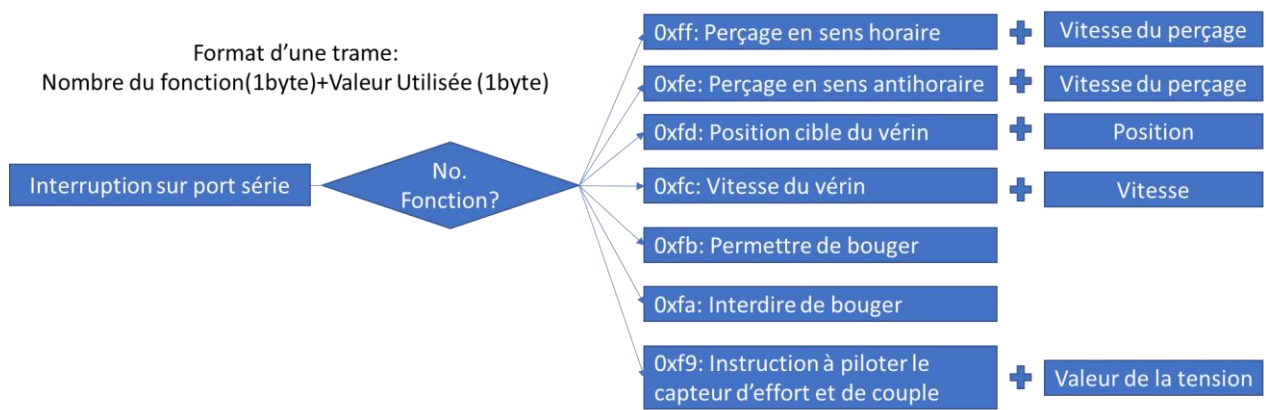 Format d'une trame:
Nombre du fonction(1byte)+Valeur Utilisée (1byte)
Interruption sur port série
No.
Fonction?
0xff: Perçage en sens horaire + Vitesse du perçage
0xfe: Perçage en sens antihoraire + Vitesse du perçage
0xfd: Position cible du vérin + Position
0xfc: Vitesse du vérin + Vitesse
0xfb: Permettre de bouger
0xfa: Interdire de bouger
0xf9: Instruction à piloter le
capteur d'effort et de couple + Valeur de la tension